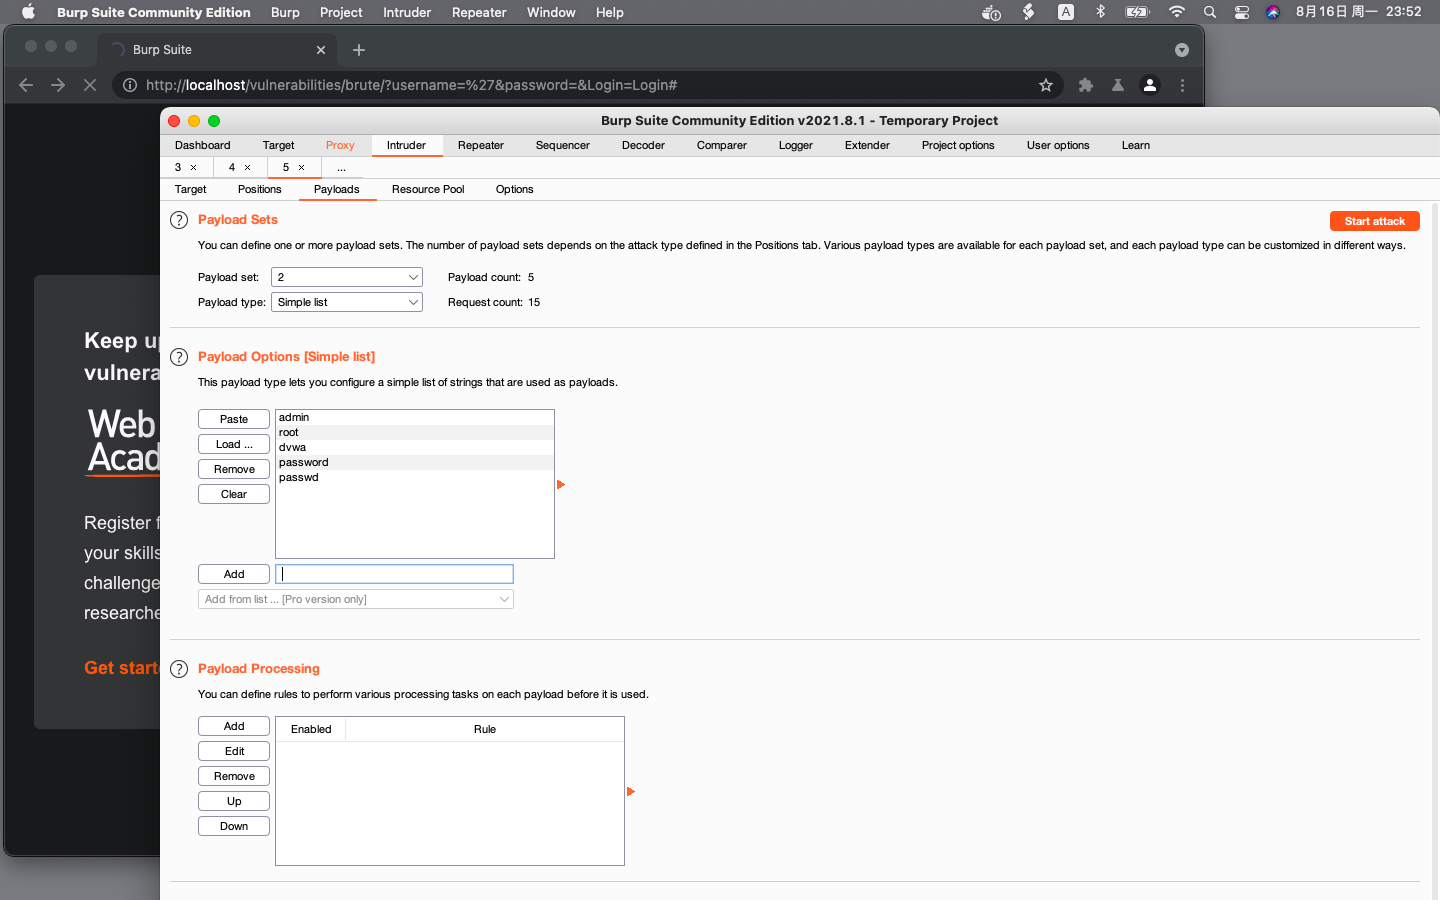 Burp Suite Community Edition Burp Project Intruder Repeater Window Help A 8月16日 周一 23:52
Burp Suite
http://localhost/vulnerabilities/brute/?username=%27&password=&Login=Login#
Burp Suite Community Edition v2021.8.1 - Temporary Project
Dashboard Target Proxy Intruder Repeater Sequencer Decoder Comparer Logger Extender Project options User options Learn
3 × 4 × 5 × ...
Target Positions Payloads Resource Pool Options
? Payload Sets Start attack
You can define one or more payload sets. The number of payload sets depends on the attack type defined in the Positions tab. Various payload types are available for each payload set, and each payload type can be customized in different ways.
Payload set: 2 Payload count: 5
Payload type: Simple list Request count: 15
? Payload Options [Simple list]
This payload type lets you configure a simple list of strings that are used as payloads.
Paste
Load ...
Remove
Clear
admin
root
dvwa
password
passwd
Add
Add from list ... [Pro version only]
? Payload Processing
You can define rules to perform various processing tasks on each payload before it is used.
Add
Edit
Remove
Up
Down
Enabled Rule
Keep up
vulnera
Web
Acad
Register f
your skills
challenge
researche
Get starte